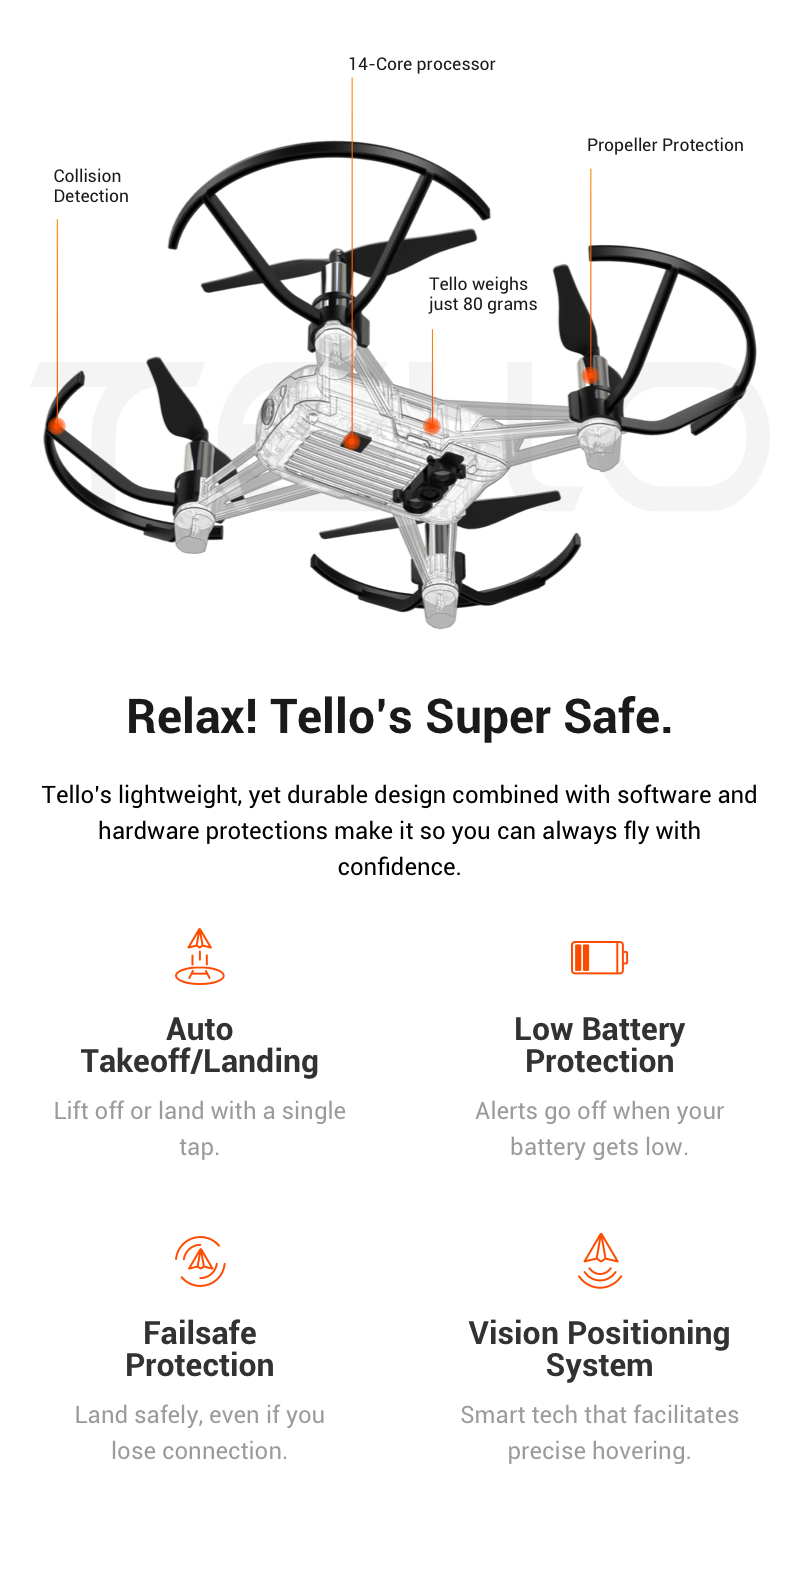 14-Core processor
Propeller Protection
Collision
Detection
Tello weighs
just 80 grams
TELLO
Relax! Tello's Super Safe.
Tello's lightweight, yet durable design combined with software and
hardware protections make it so you can always fly with
confidence.
Auto
Takeoff/Landing
Lift off or land with a single
tap.
Low Battery
Protection
Alerts go off when your
battery gets low.
Failsafe
Protection
Land safely, even if you
lose connection.
Vision Positioning
System
Smart tech that facilitates
precise hovering.